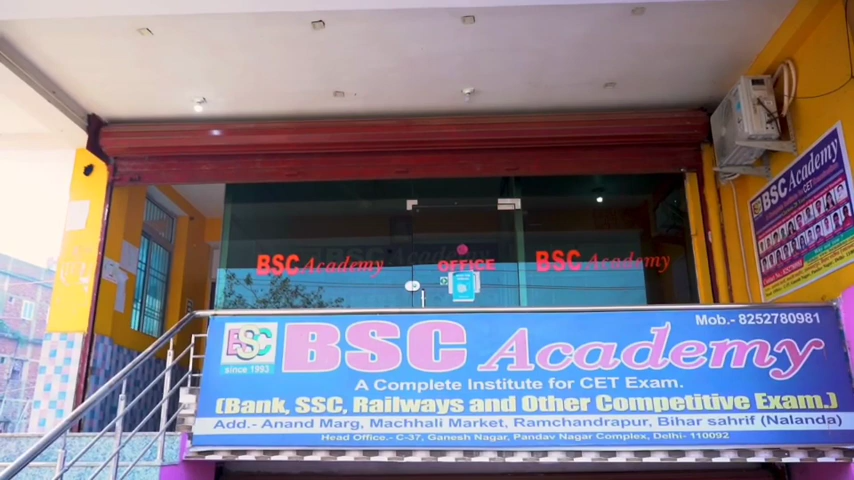 BSC Academy
OFFICE
BSC Academy
BSC Academy
BSC
since 1993
Mob.- 8252780981
BSC Academy
A Complete Institute for CET Exam.
(Bank, SSC, Railways and Other Competitive Exam.)
Add.- Anand Marg, Machhali Market, Ramchandrapur, Bihar sahrif (Nalanda)
Head Office.- C-37, Ganesh Nagar, Pandav Nagar Complex, Delhi- 110092